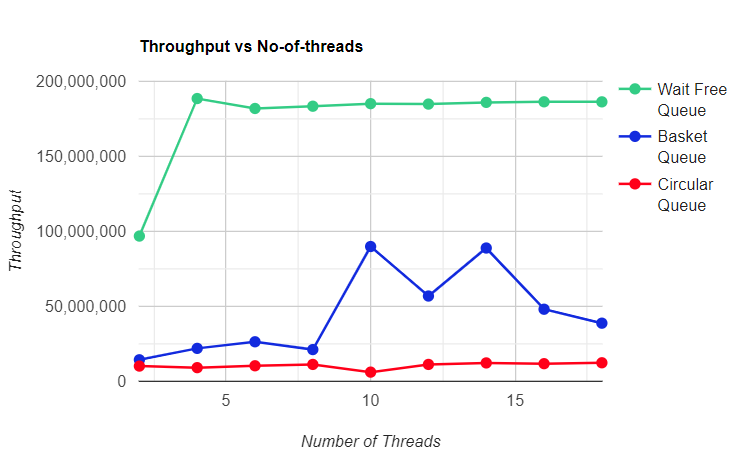 Throughput vs No-of-threads
200,000,000
150,000,000
100,000,000
50,000,000
0
Throughput
5
10
15
Number of Threads
Wait Free
Queue
Basket
Queue
Circular
Queue